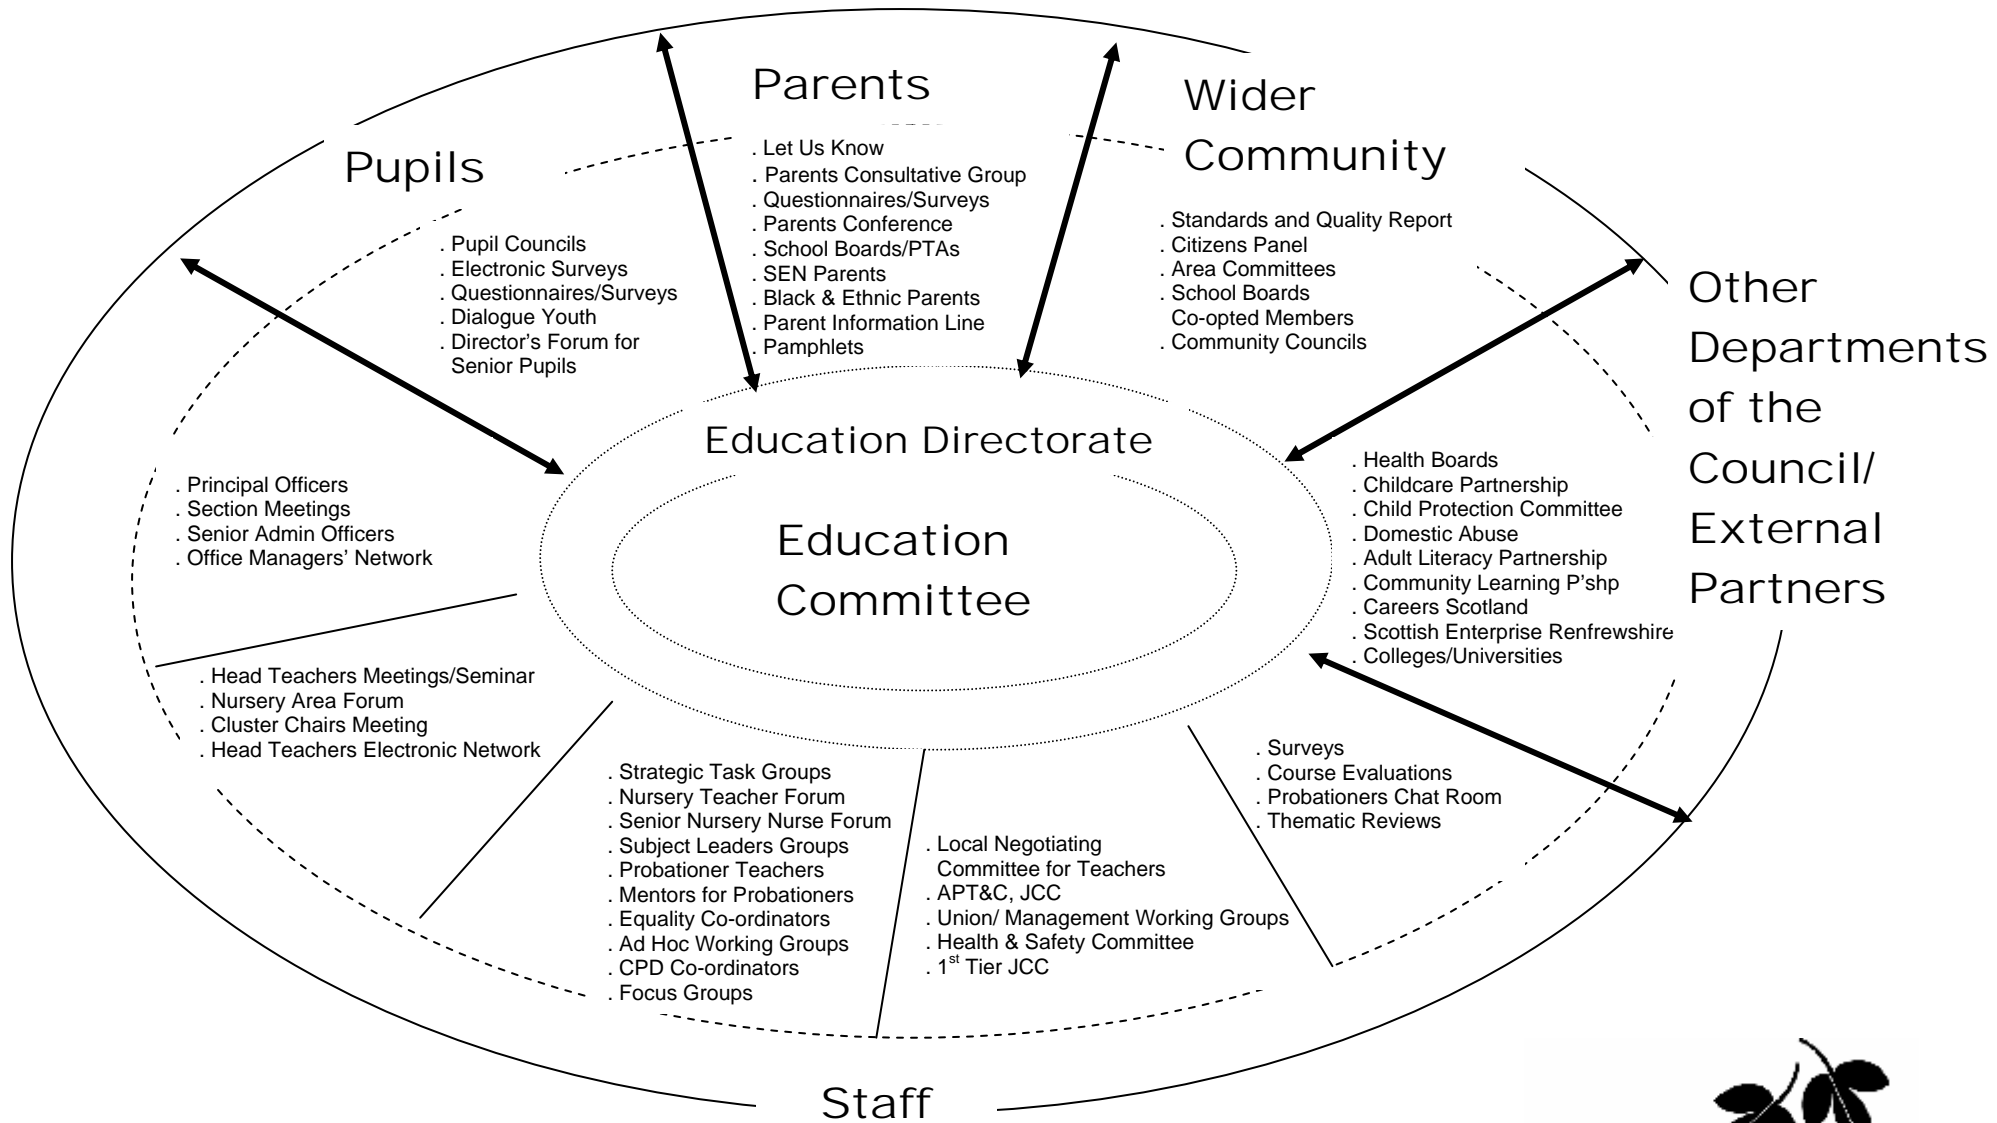 Parents
. Let Us Know
. Parents Consultative Group
. Questionnaires/Surveys
. Parents Conference
. School Boards/PTAs
. SEN Parents
. Black & Ethnic Parents
. Parent Information Line
. Pamphlets
Wider
Community
. Standards and Quality Report
. Citizens Panel
. Area Committees
. School Boards
Co-opted Members
. Community Councils
Pupils
. Pupil Councils
. Electronic Surveys
. Questionnaires/Surveys
. Dialogue Youth
. Director's Forum for
Senior Pupils
Other
Departments
of the
Council/
External
Partners
. Health Boards
. Childcare Partnership
. Child Protection Committee
. Domestic Abuse
. Adult Literacy Partnership
. Community Learning P'shp
. Careers Scotland
. Scottish Enterprise Renfrewshire
. Colleges/Universities
Education Directorate
Education
Committee
. Principal Officers
. Section Meetings
. Senior Admin Officers
. Office Managers' Network
. Head Teachers Meetings/Seminar
. Nursery Area Forum
. Cluster Chairs Meeting
. Head Teachers Electronic Network
. Strategic Task Groups
. Nursery Teacher Forum
. Senior Nursery Nurse Forum
. Subject Leaders Groups
. Probationer Teachers
. Mentors for Probationers
. Equality Co-ordinators
. Ad Hoc Working Groups
. CPD Co-ordinators
. Focus Groups
. Local Negotiating
Committee for Teachers
. APT&C, JCC
. Union/ Management Working Groups
. Health & Safety Committee
. 1st Tier JCC
. Surveys
. Course Evaluations
. Probationers Chat Room
. Thematic Reviews
Staff